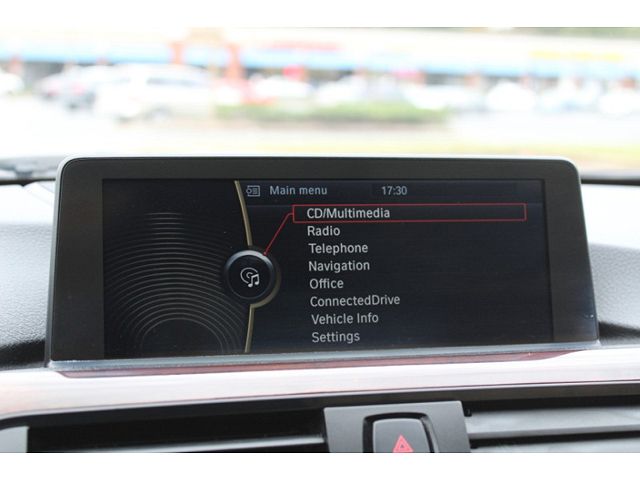 Main menu 17:30
CD/Multimedia
Radio
Telephone
Navigation
Office
ConnectedDrive
Vehicle Info
Settings